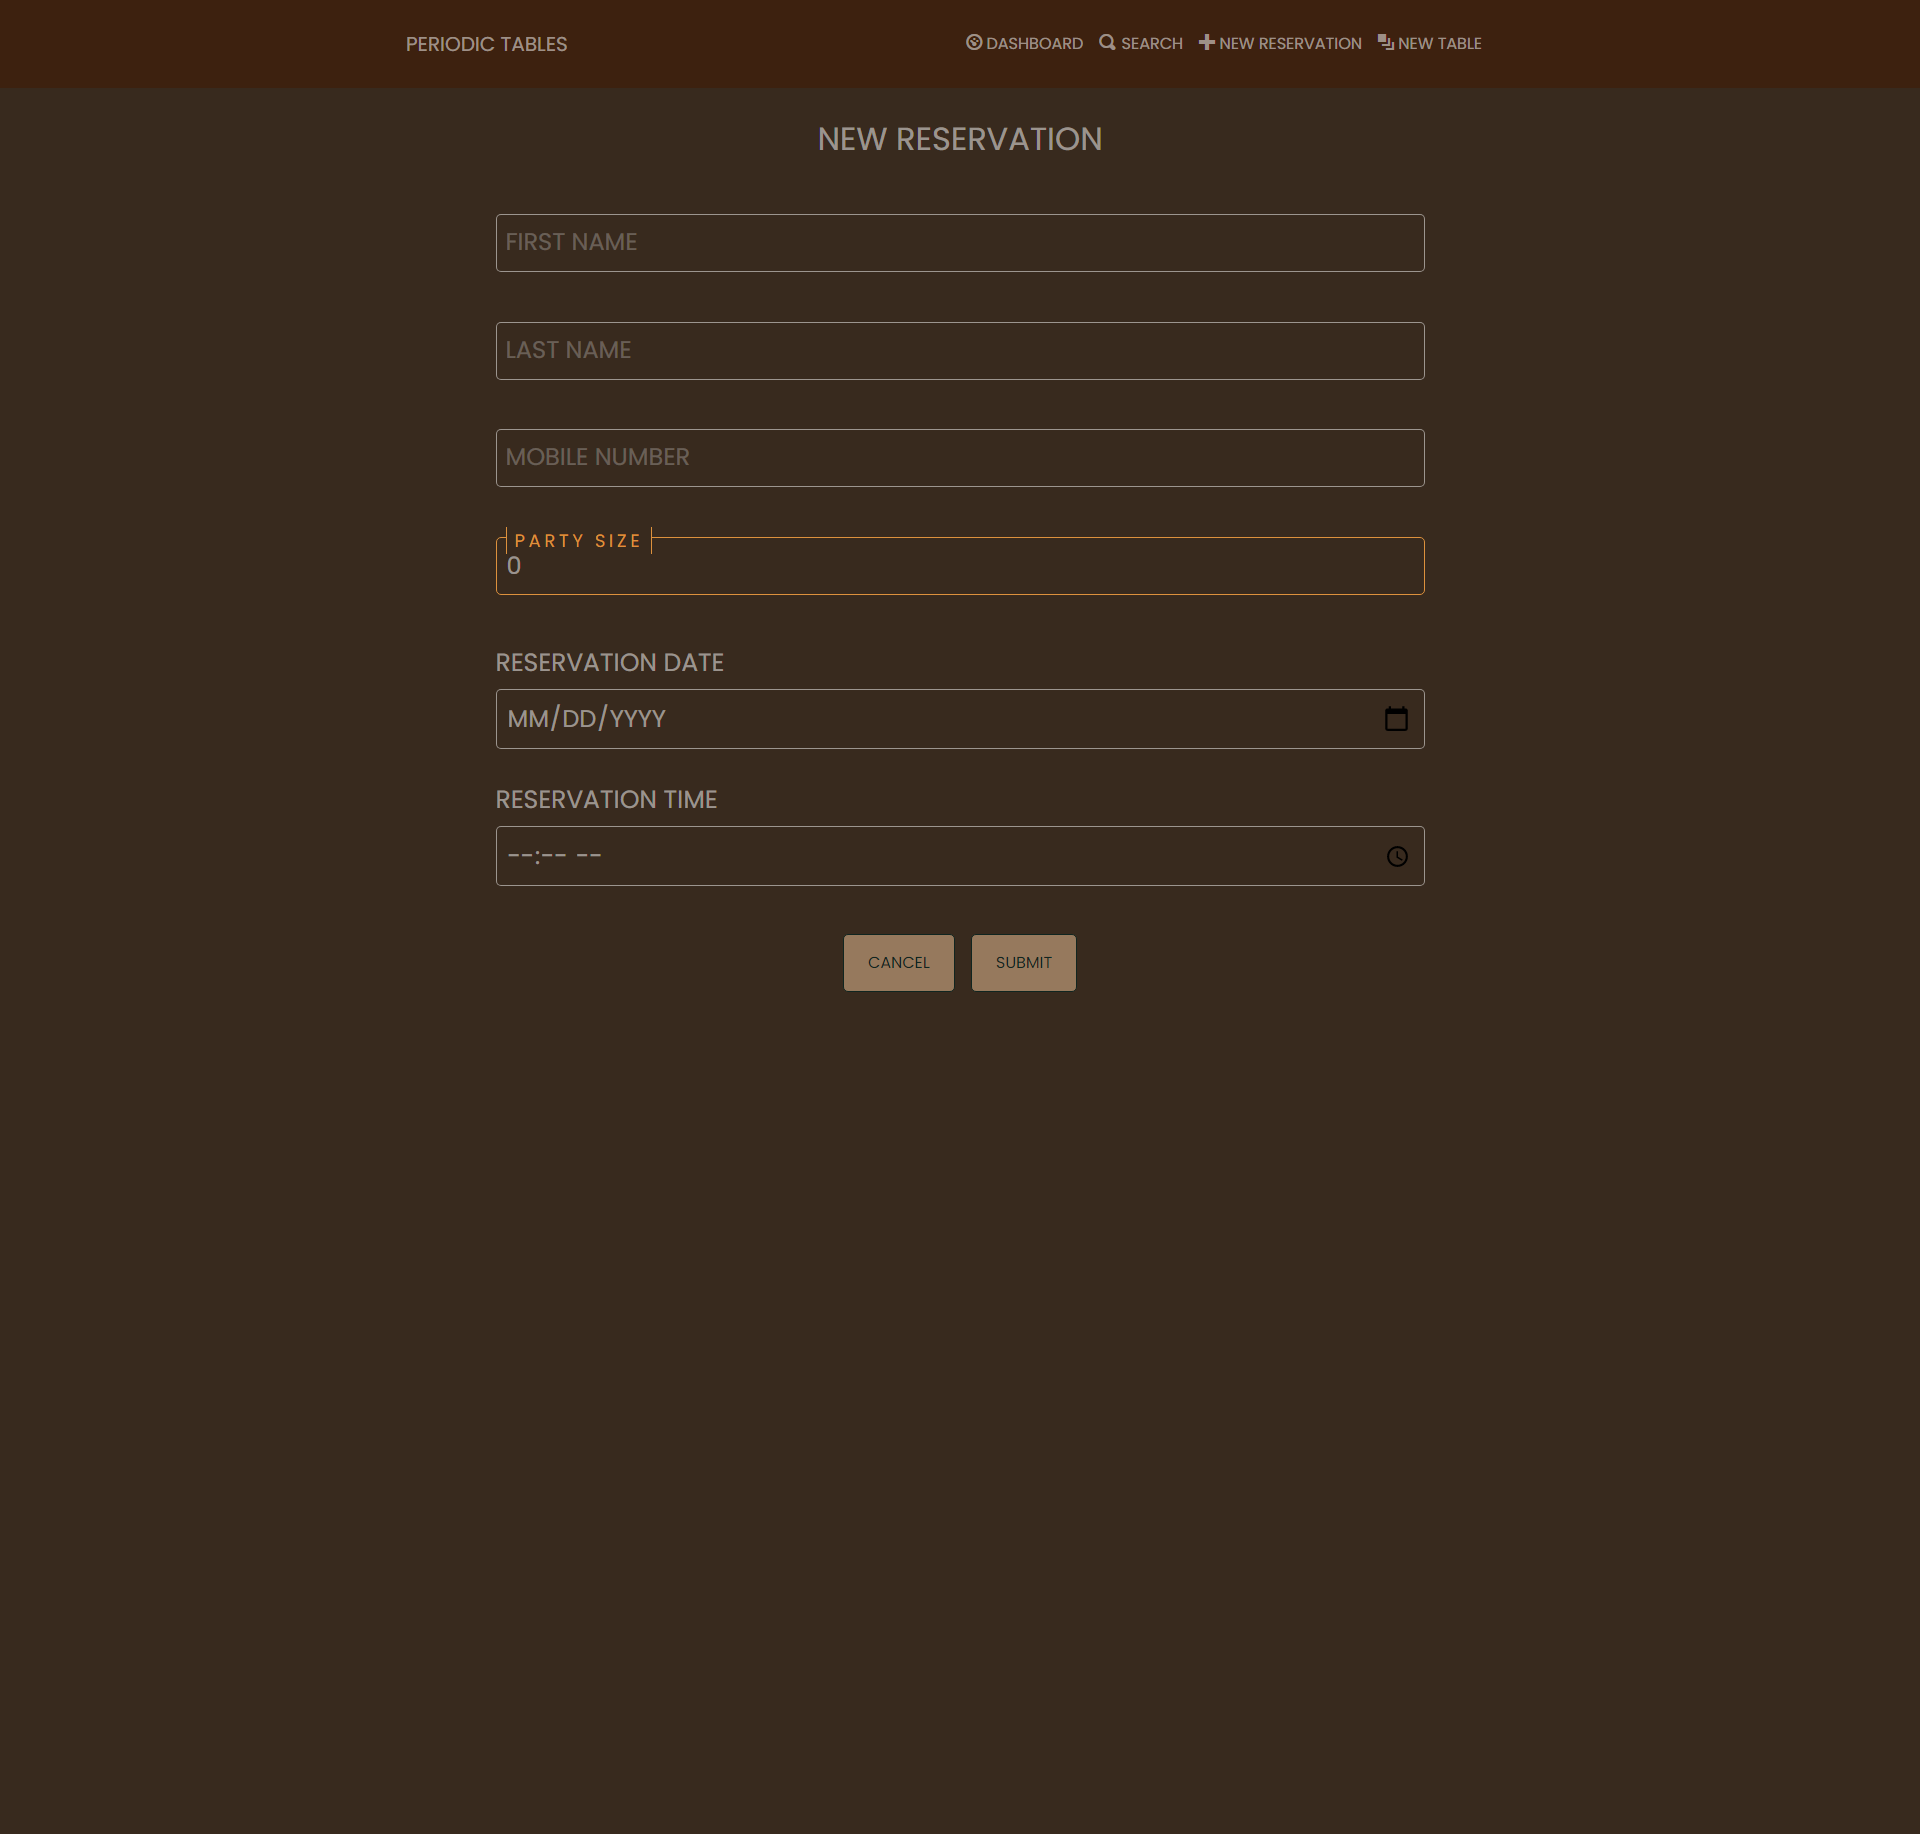 PERIODIC TABLES
DASHBOARD
SEARCH
NEW RESERVATION
NEW TABLE
NEW RESERVATION
FIRST NAME
LAST NAME
MOBILE NUMBER
PARTY SIZE
0
RESERVATION DATE
MM/DD/YYYY
RESERVATION TIME
--:-- --
CANCEL
SUBMIT